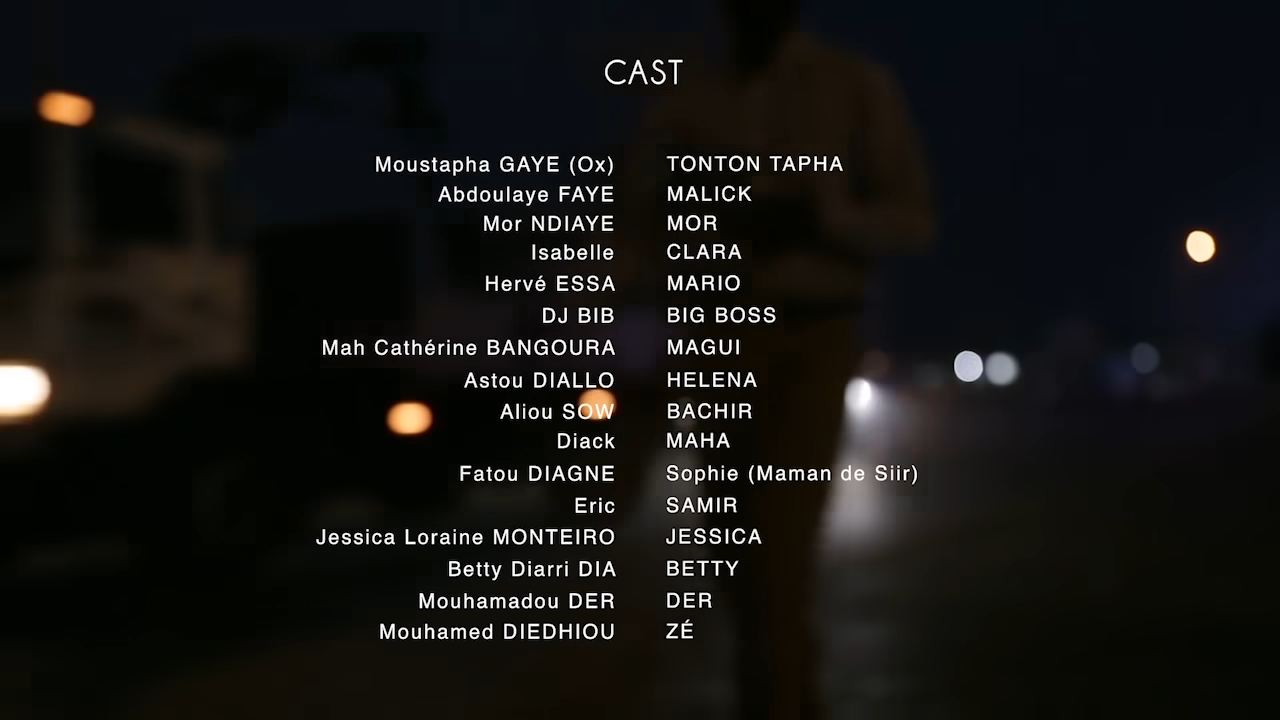 CAST
Moustapha GAYE (Ox) TONTON TAPHA
Abdoulaye FAYE MALICK
Mor NDIAYE MOR
Isabelle CLARA
Hervé ESSA MARIO
DJ BIB BIG BOSS
Mah Cathérine BANGOURA MAGUI
Astou DIALLO HELENA
Aliou SOW BACHIR
Diack MAHA
Fatou DIAGNE Sophie (Maman de Siir)
Eric SAMIR
Jessica Loraine MONTEIRO JESSICA
Betty Diarri DIA BETTY
Mouhamadou DER DER
Mouhamed DIEDHIOU ZÉ